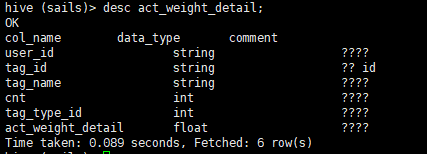 hive (sails)> desc act_weight_detail;
OK
col_name data_type comment
user_id string ????
tag_id string ?? id
tag_name string ????
cnt int ????
tag_type_id int ????
act_weight_detail float ????
Time taken: 0.089 seconds, Fetched: 6 row(s)